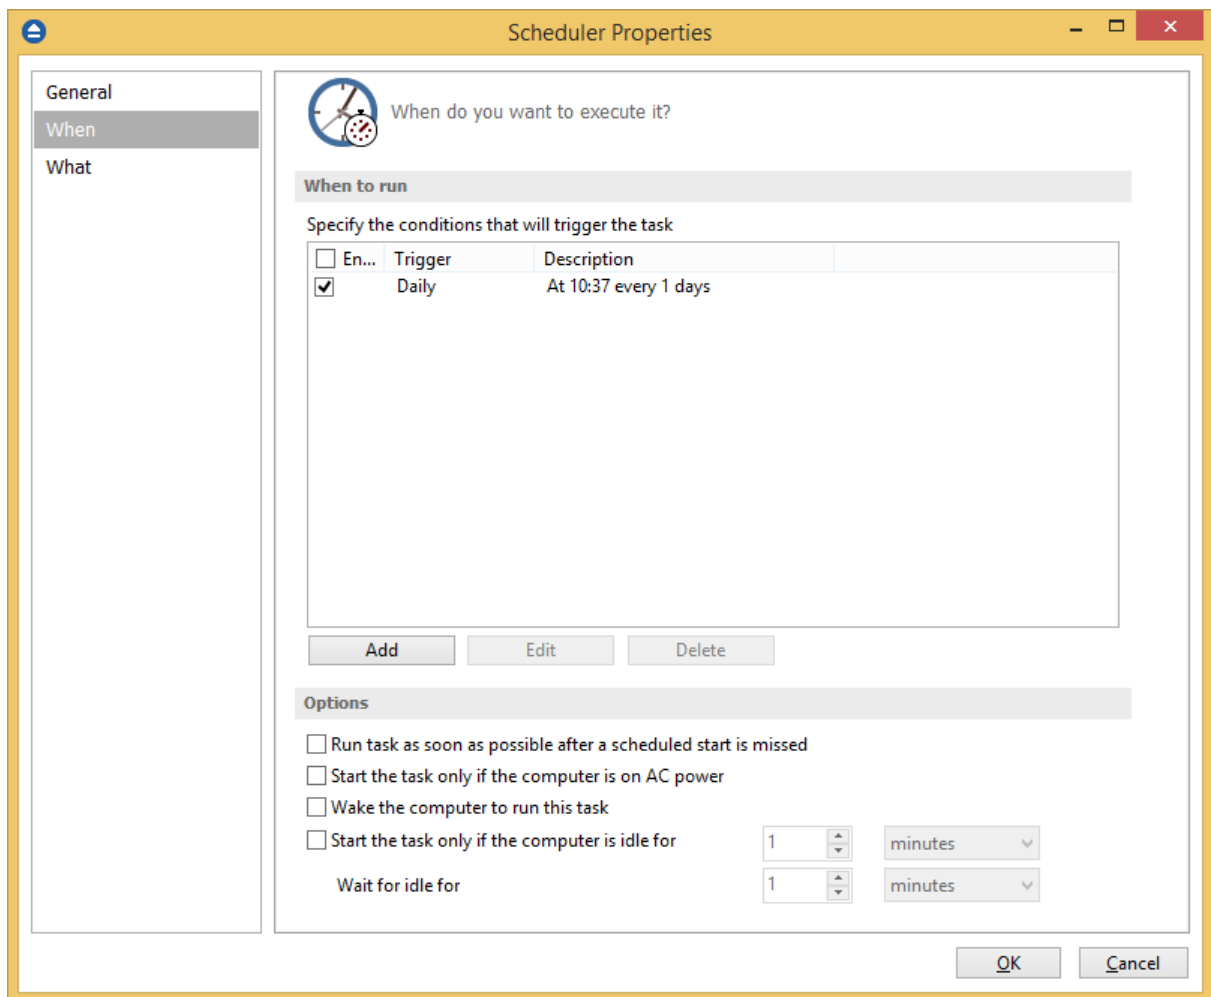 Scheduler Properties
General
When
What
When do you want to execute it?
When to run
Specify the conditions that will trigger the task
En... Trigger Description
Daily At 10:37 every 1 days
Add Edit Delete
Options
Run task as soon as possible after a scheduled start is missed
Start the task only if the computer is on AC power
Wake the computer to run this task
Start the task only if the computer is idle for 1 minutes
Wait for idle for 1 minutes
OK Cancel